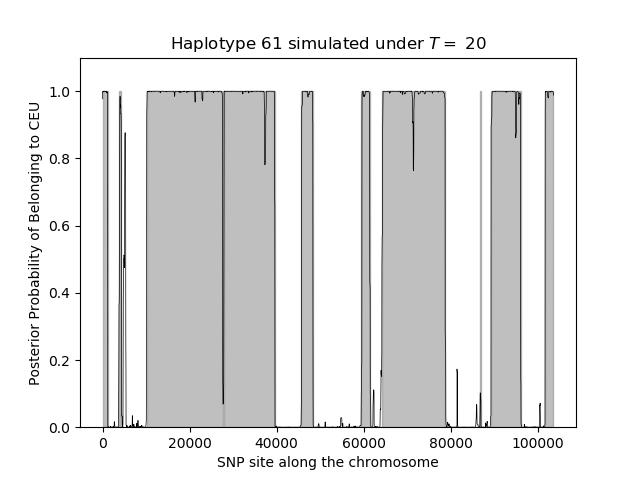 Haplotype 61 simulated under T = 20
Posterior Probability of Belonging to CEU
1.0
0.8
0.6
0.4
0.2
0.0
0 20000 40000 60000 80000 100000
SNP site along the chromosome